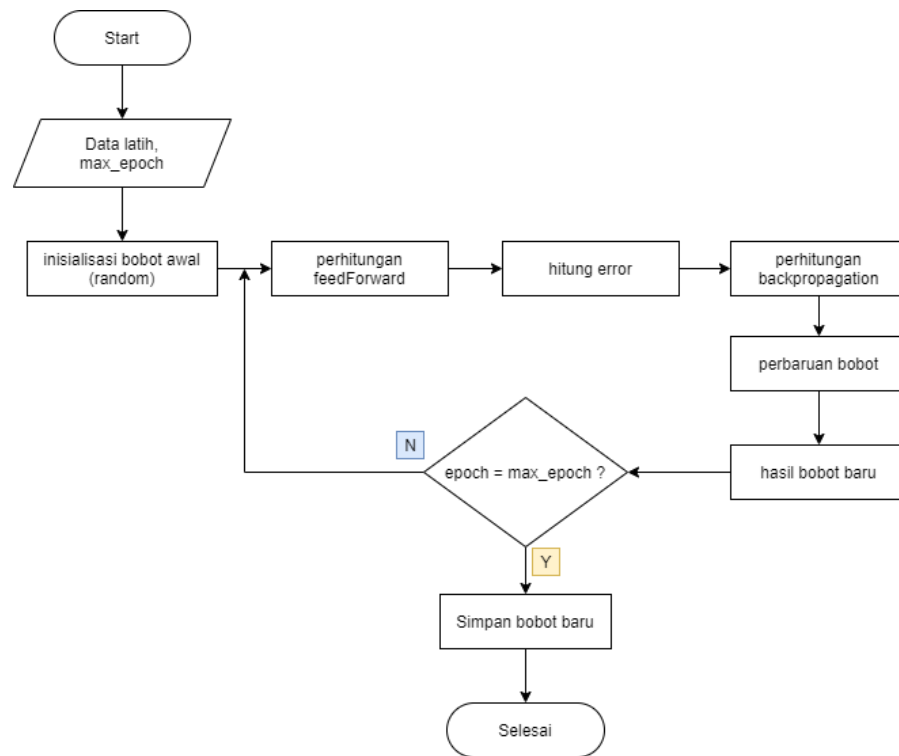 Start
Data latih,
max_epoch
inisialisasi bobot awal
(random)
perhitungan
feedForward
hitung error
perhitungan
backpropagation
perbaruan bobot
hasil bobot baru
epoch = max_epoch ?
N
Y
Simpan bobot baru
Selesai